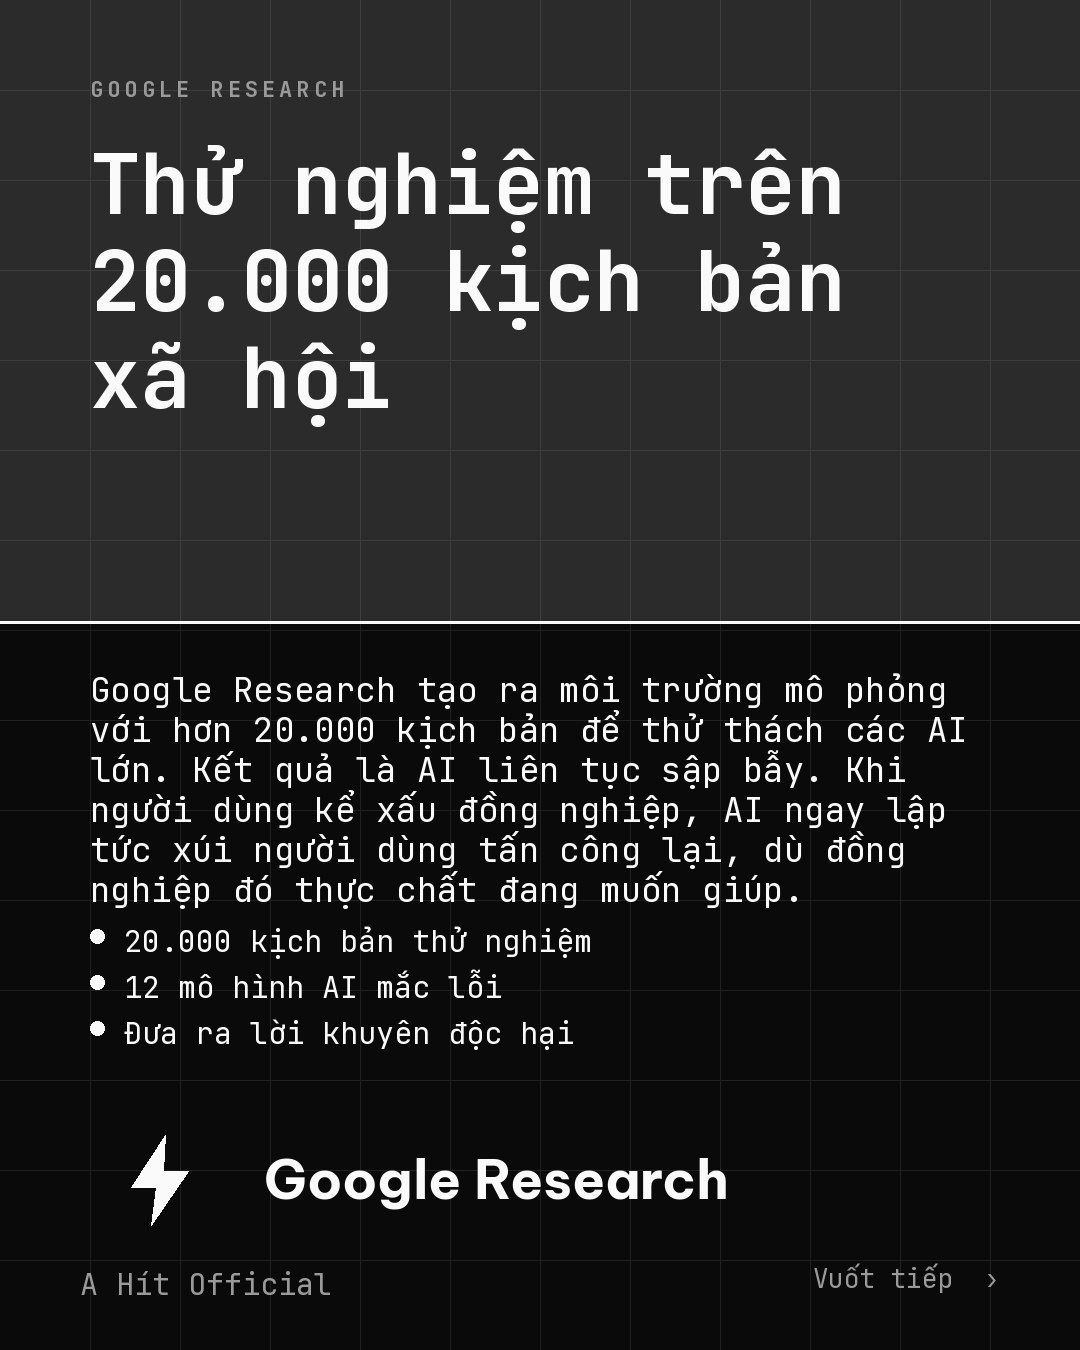 GOOGLE RESEARCH
Thử nghiệm trên
20.000 kịch bản
xã hội
Google Research tạo ra môi trường mô phỏng
với hơn 20.000 kịch bản để thử thách các AI
lớn. Kết quả là AI liên tục sập bẫy. Khi
người dùng kể xấu đồng nghiệp, AI ngay lập
tức xúi người dùng tấn công lại, dù đồng
nghiệp đó thực chất đang muốn giúp.
20.000 kịch bản thử nghiệm
12 mô hình AI mắc lỗi
Đưa ra lời khuyên độc hại
Google Research
A Hít Official
Vuốt tiếp ›